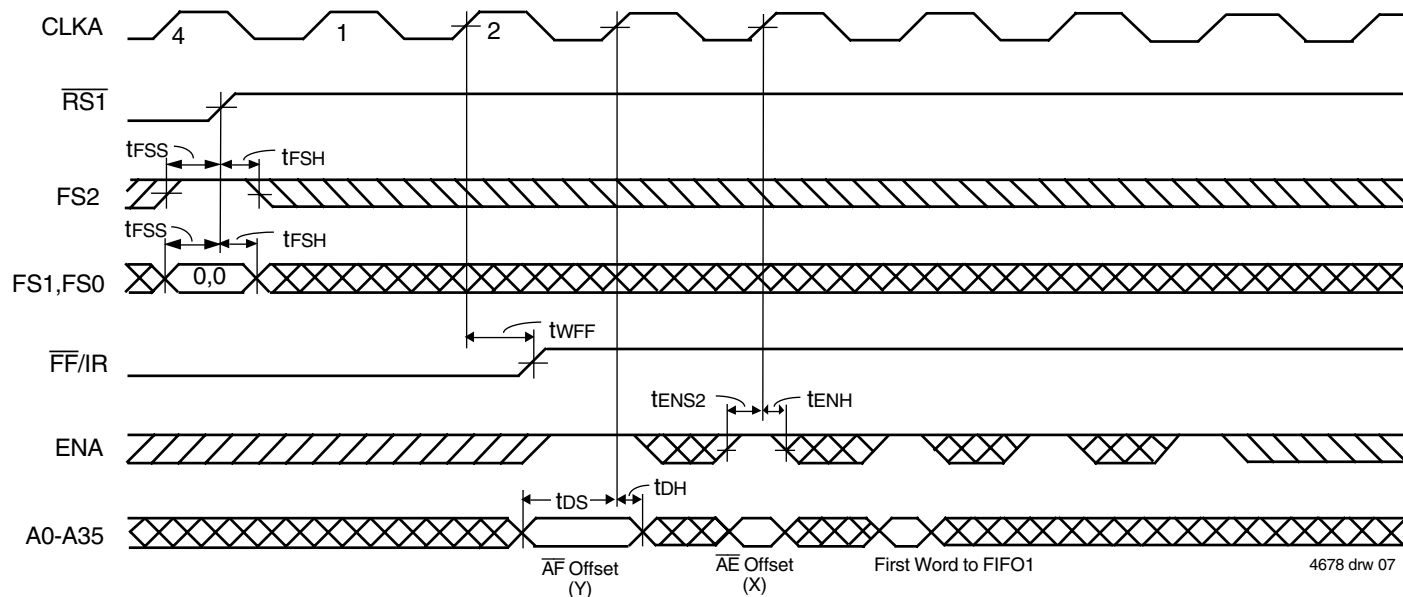 CLKA
4
1
2
RS1
tFSS
tFSH
FS2
tFSS
tFSH
FS1,FS0
0,0
tWFF
FF/IR
tENS2
tENH
ENA
tDS
tDH
A0-A35
AF Offset
(Y)
AE Offset
(X)
First Word to FIFO1
4678 drw 07